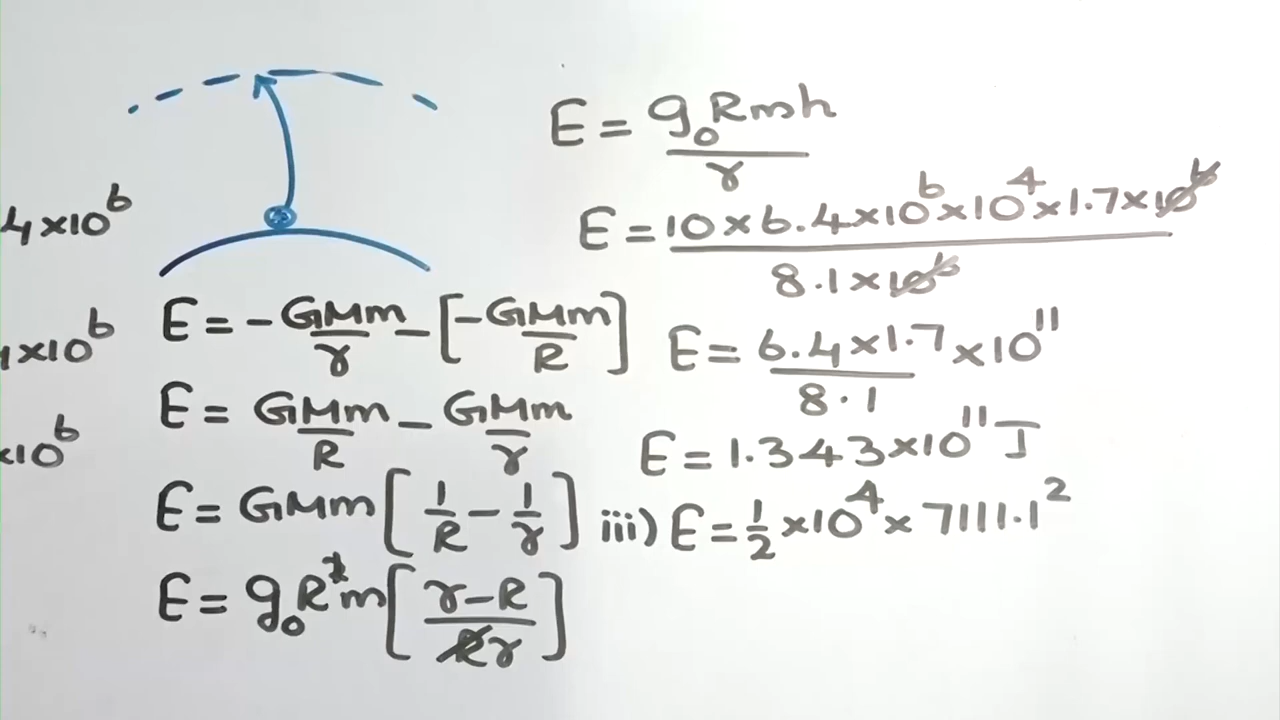 4×10⁶
1×10⁶
×10⁶
E = -GMm/r - [-GMm/R]
E = GMm/R - GMm/r
E = GMm[1/R - 1/r]
E = g₀R²m[r-R/Rr]
E = g₀Rmh/r
E = 10×6.4×10⁶×10⁴×1.7×10⁶/8.1×10⁶
E = 6.4×1.7/8.1 ×10¹¹
E = 1.343×10¹¹ J
iii) E = 1/2 ×10⁴× 7111.1²